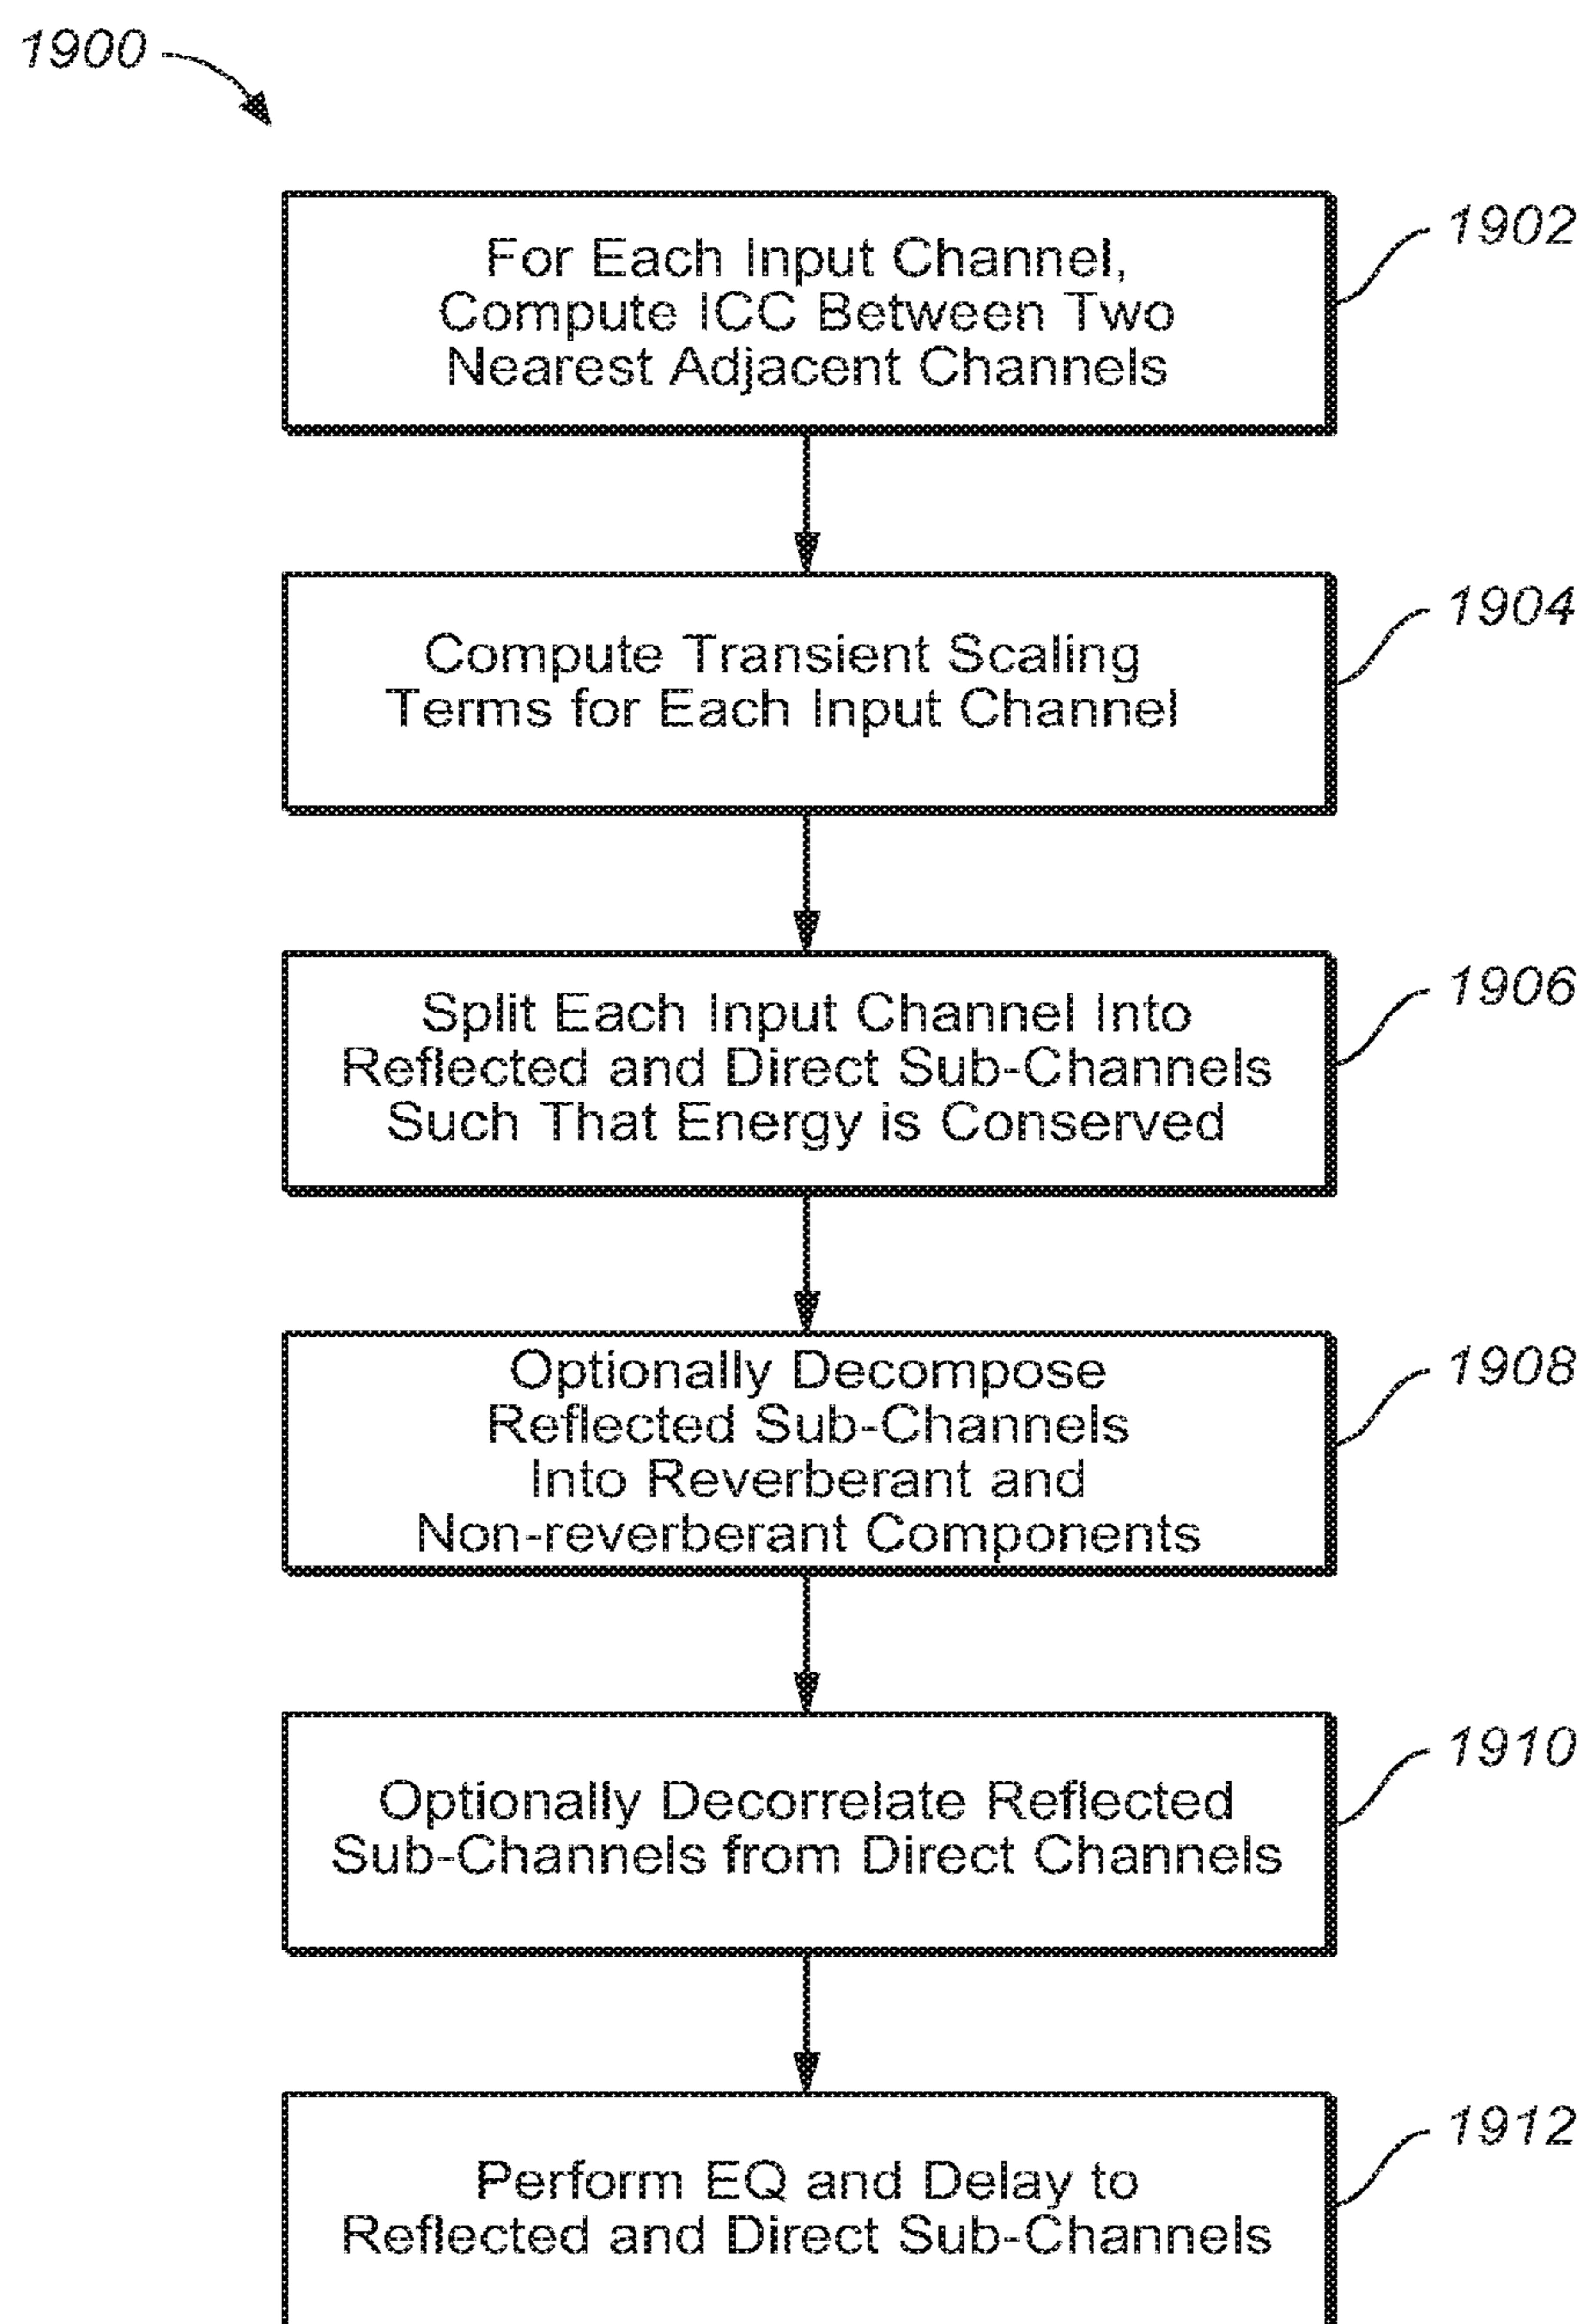 1900
For Each Input Channel,
Compute ICC Between Two
Nearest Adjacent Channels
1902
Compute Transient Scaling
Terms for Each Input Channel
1904
Split Each Input Channel Into
Reflected and Direct Sub-Channels
Such That Energy is Conserved
1906
Optionally Decompose
Reflected Sub-Channels
Into Reverberant and
Non-reverberant Components
1908
Optionally Decorrelate Reflected
Sub-Channels from Direct Channels
1910
Perform EQ and Delay to
Reflected and Direct Sub-Channels
1912